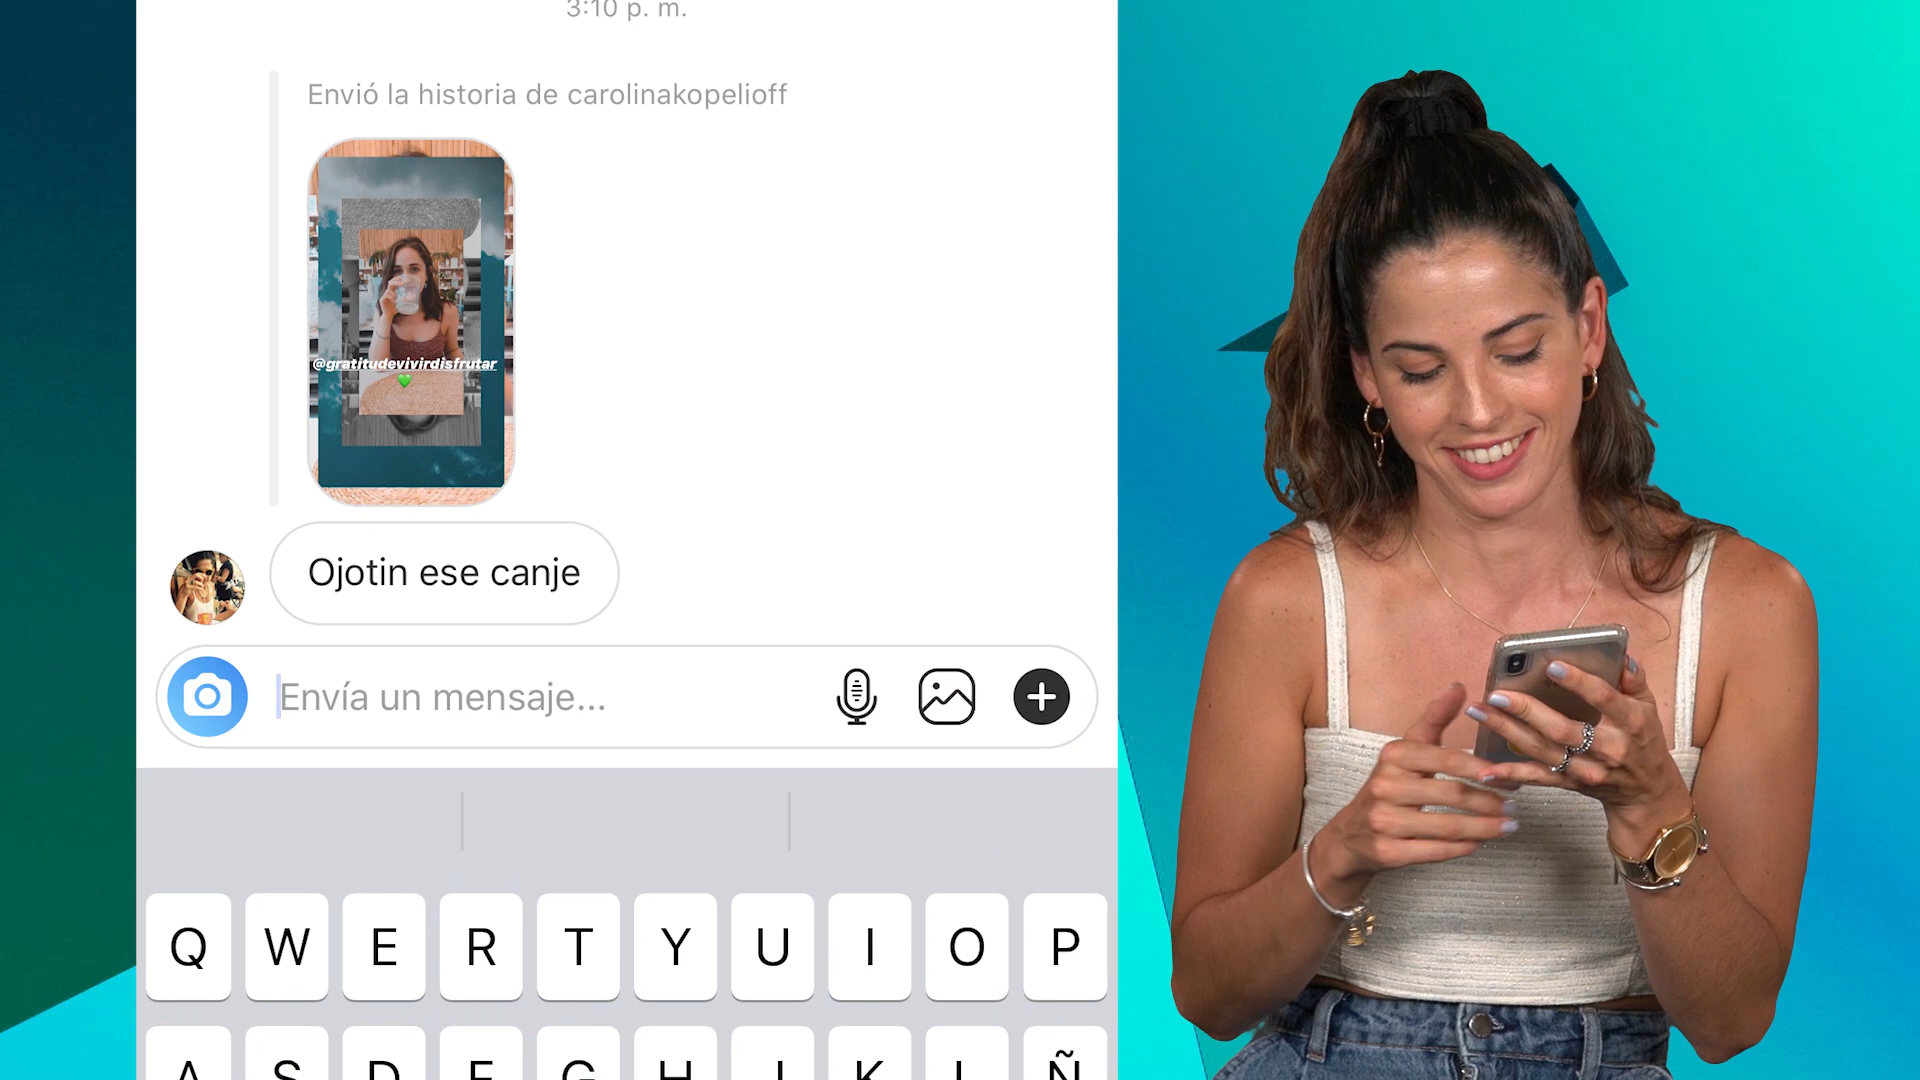 3:10 p. m.
Envió la historia de carolinakopelioff
@gratitudevivirdisfrutar
Ojotin ese canje
Envía un mensaje...
Q W E R T Y U I O P
A S D F G H J K L Ñ